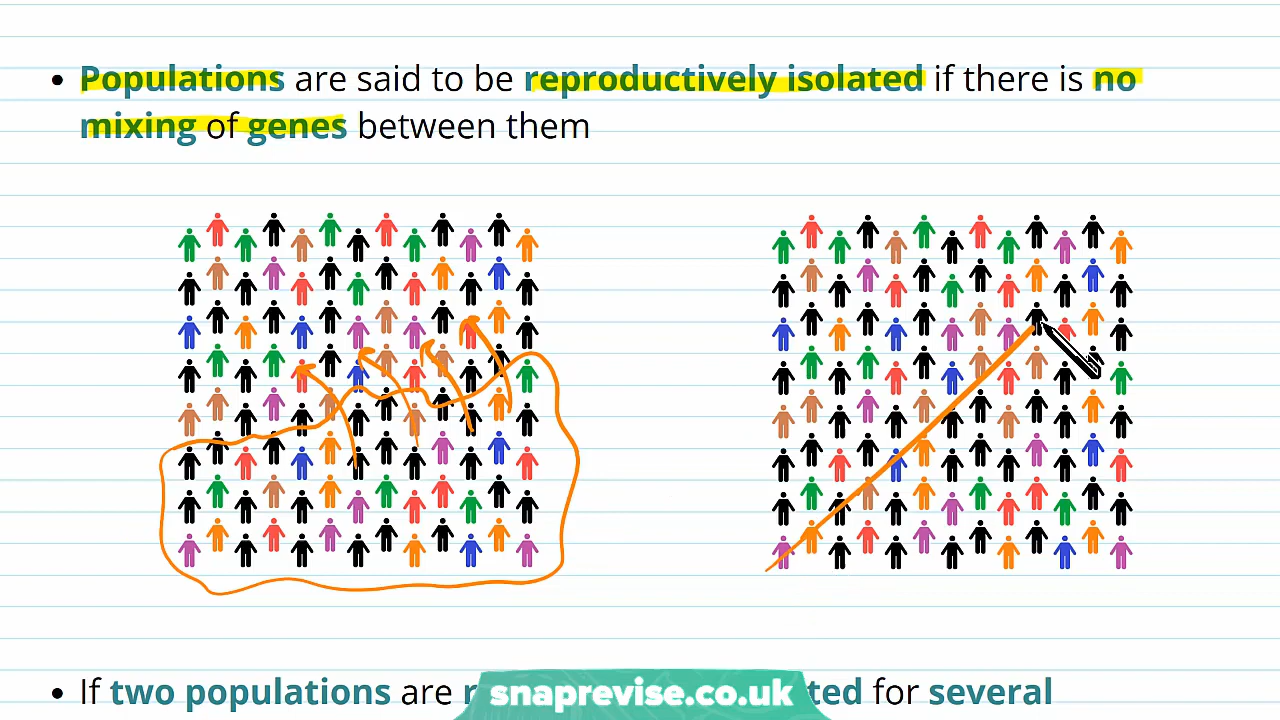 • Populations are said to be reproductively isolated if there is no
mixing of genes between them
• If two populations are for several
snaprevise.co.uk